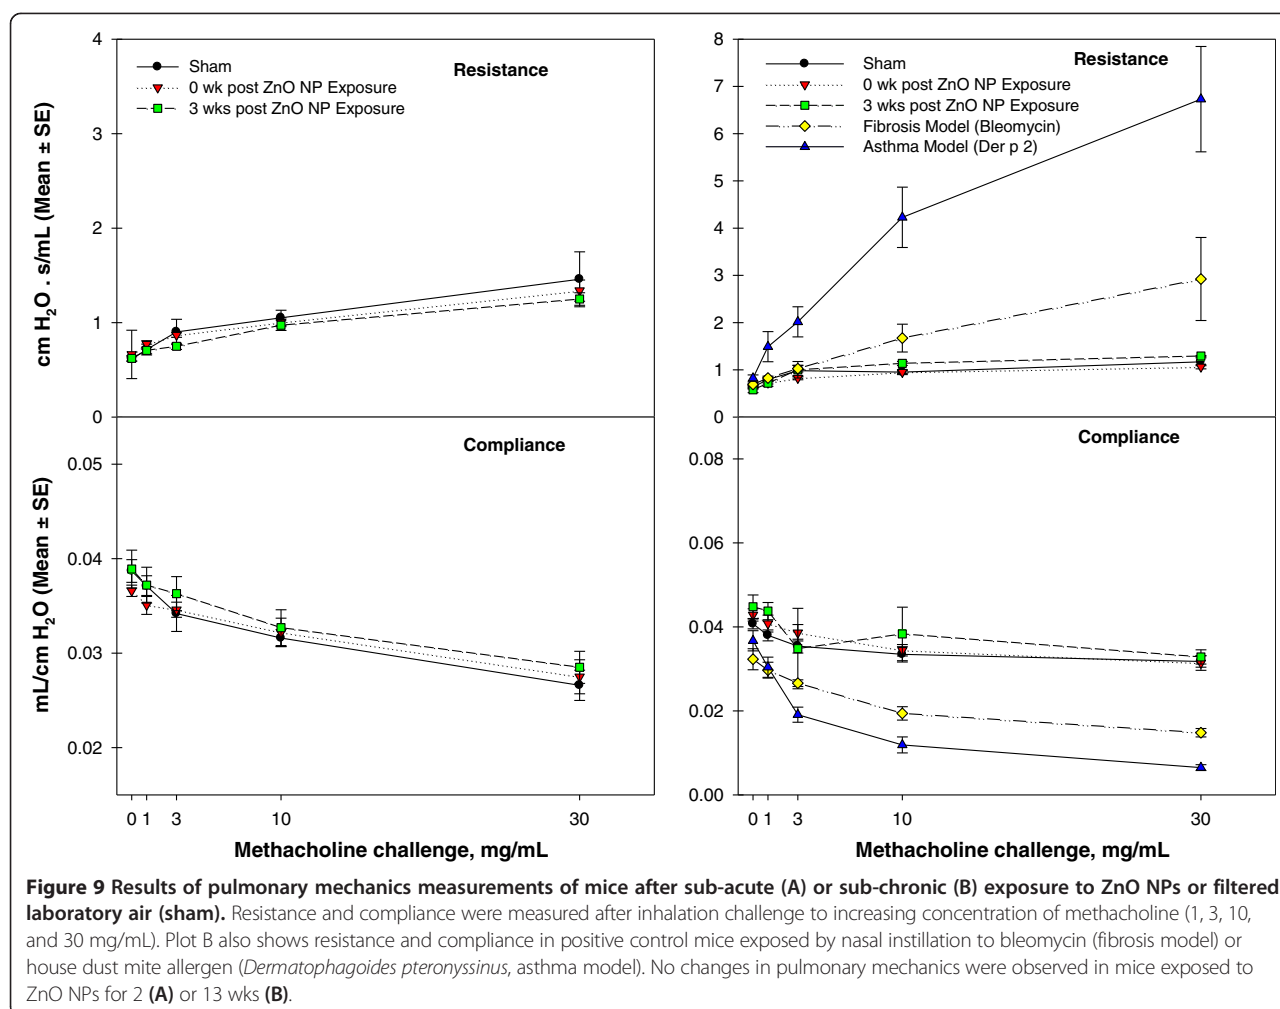 4
3
2
1
0
cm H2O . s/mL (Mean ± SE)
Sham
0 wk post ZnO NP Exposure
3 wks post ZnO NP Exposure
Resistance
8
7
6
5
4
3
2
1
0
Sham
0 wk post ZnO NP Exposure
3 wks post ZnO NP Exposure
Fibrosis Model (Bleomycin)
Asthma Model (Der p 2)
Resistance
0.05
0.04
0.03
0.02
mL/cm H2O (Mean ± SE)
Compliance
0 1 3 10 30
Methacholine challenge, mg/mL
0.08
0.06
0.04
0.02
0.00
Compliance
0 1 3 10 30
Methacholine challenge, mg/mL
Figure 9 Results of pulmonary mechanics measurements of mice after sub-acute (A) or sub-chronic (B) exposure to ZnO NPs or filtered
laboratory air (sham). Resistance and compliance were measured after inhalation challenge to increasing concentration of methacholine (1, 3, 10,
and 30 mg/mL). Plot B also shows resistance and compliance in positive control mice exposed by nasal instillation to bleomycin (fibrosis model) or
house dust mite allergen (Dermatophagoides pteronyssinus, asthma model). No changes in pulmonary mechanics were observed in mice exposed to
ZnO NPs for 2 (A) or 13 wks (B).